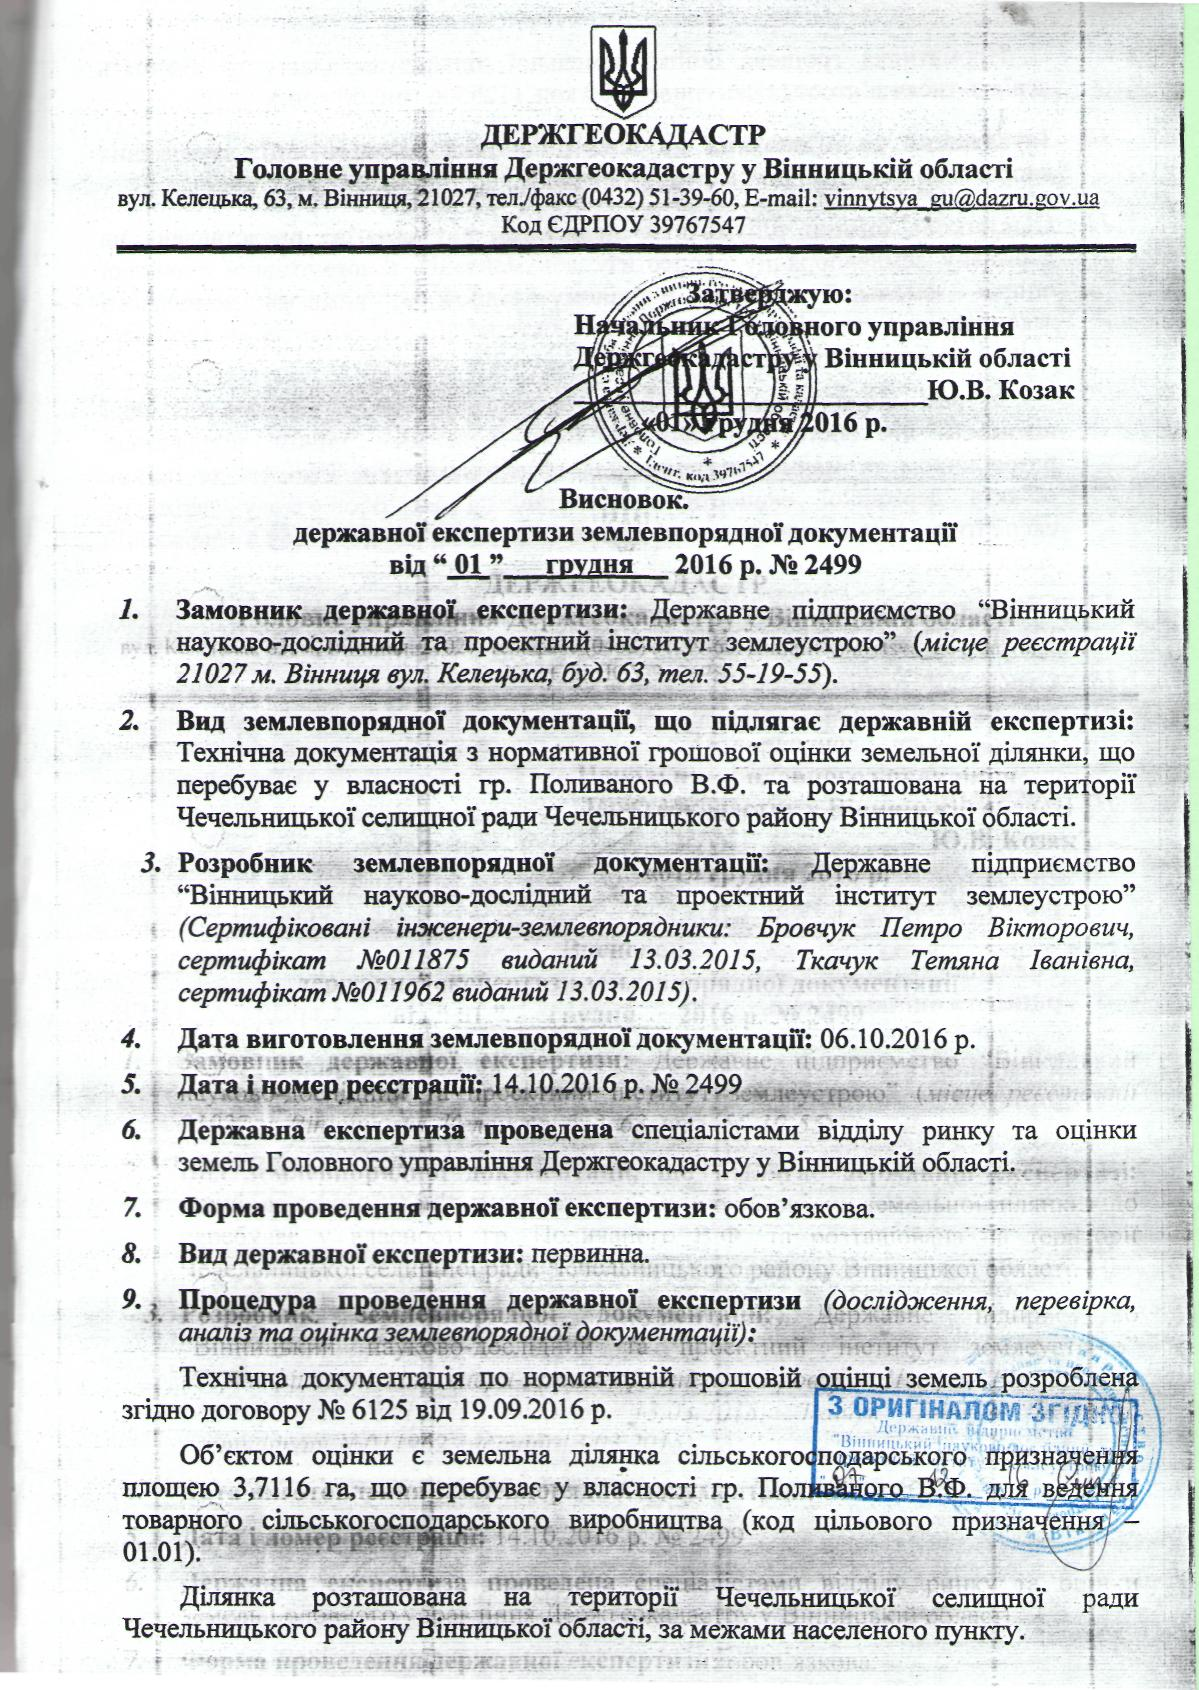 ДЕРЖГЕОКАДАСТР
Головне управління Держгеокадастру у Вінницькій області
вул. Келецька, 63, м. Вінниця, 21027, тел./факс (0432) 51-39-60, E-mail: vinnytsya_gu@dazru.gov.ua
Код ЄДРПОУ 39767547
Затверджую:
Начальник Головного управління
Держгеокадастру у Вінницькій області
Ю.В. Козак
«01» грудня 2016 р.
Ідент. код 39767547
Висновок.
державної експертизи землевпорядної документації
від “ 01 ” грудня 2016 р. № 2499
1. Замовник державної експертизи: Державне підприємство “Вінницький
науково-дослідний та проектний інститут землеустрою” (місце реєстрації
21027 м. Вінниця вул. Келецька, буд. 63, тел. 55-19-55).
2. Вид землевпорядної документації, що підлягає державній експертизі:
Технічна документація з нормативної грошової оцінки земельної ділянки, що
перебуває у власності гр. Поливаного В.Ф. та розташована на території
Чечельницької селищної ради Чечельницького району Вінницької області.
3. Розробник землевпорядної документації: Державне підприємство
“Вінницький науково-дослідний та проектний інститут землеустрою”
(Сертифіковані інженери-землевпорядники: Бровчук Петро Вікторович,
сертифікат №011875 виданий 13.03.2015, Ткачук Тетяна Іванівна,
сертифікат №011962 виданий 13.03.2015).
4. Дата виготовлення землевпорядної документації: 06.10.2016 р.
5. Дата і номер реєстрації: 14.10.2016 р. № 2499
6. Державна експертиза проведена спеціалістами відділу ринку та оцінки
земель Головного управління Держгеокадастру у Вінницькій області.
7. Форма проведення державної експертизи: обов’язкова.
8. Вид державної експертизи: первинна.
9. Процедура проведення державної експертизи (дослідження, перевірка,
аналіз та оцінка землевпорядної документації):
Технічна документація по нормативній грошовій оцінці земель розроблена
згідно договору № 6125 від 19.09.2016 р.
З ОРИГІНАЛОМ ЗГІДНО
Державне підприємство
Об’єктом оцінки є земельна ділянка сільськогосподарського призначення
площею 3,7116 га, що перебуває у власності гр. Поливаного В.Ф. для ведення
товарного сільськогосподарського виробництва (код цільового призначення –
01.01).
Ділянка розташована на території Чечельницької селищної ради
Чечельницького району Вінницької області, за межами населеного пункту.